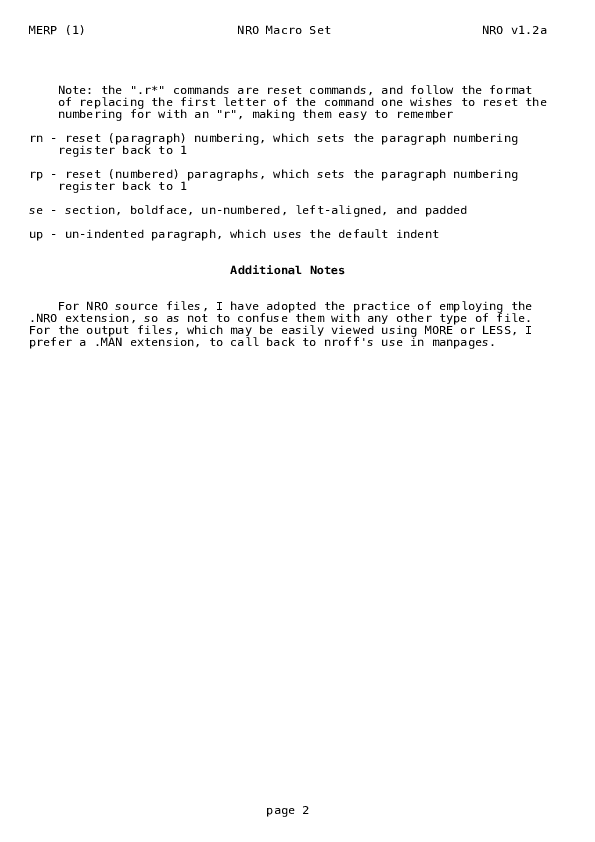 MERP (1) NRO Macro Set NRO v1.2a
Note: the ".r*" commands are reset commands, and follow the format
of replacing the first letter of the command one wishes to reset the
numbering for with an "r", making them easy to remember
rn - reset (paragraph) numbering, which sets the paragraph numbering
register back to 1
rp - reset (numbered) paragraphs, which sets the paragraph numbering
register back to 1
se - section, boldface, un-numbered, left-aligned, and padded
up - un-indented paragraph, which uses the default indent
Additional Notes
For NRO source files, I have adopted the practice of employing the
.NRO extension, so as not to confuse them with any other type of file.
For the output files, which may be easily viewed using MORE or LESS, I
prefer a .MAN extension, to call back to nroff's use in manpages.
page 2